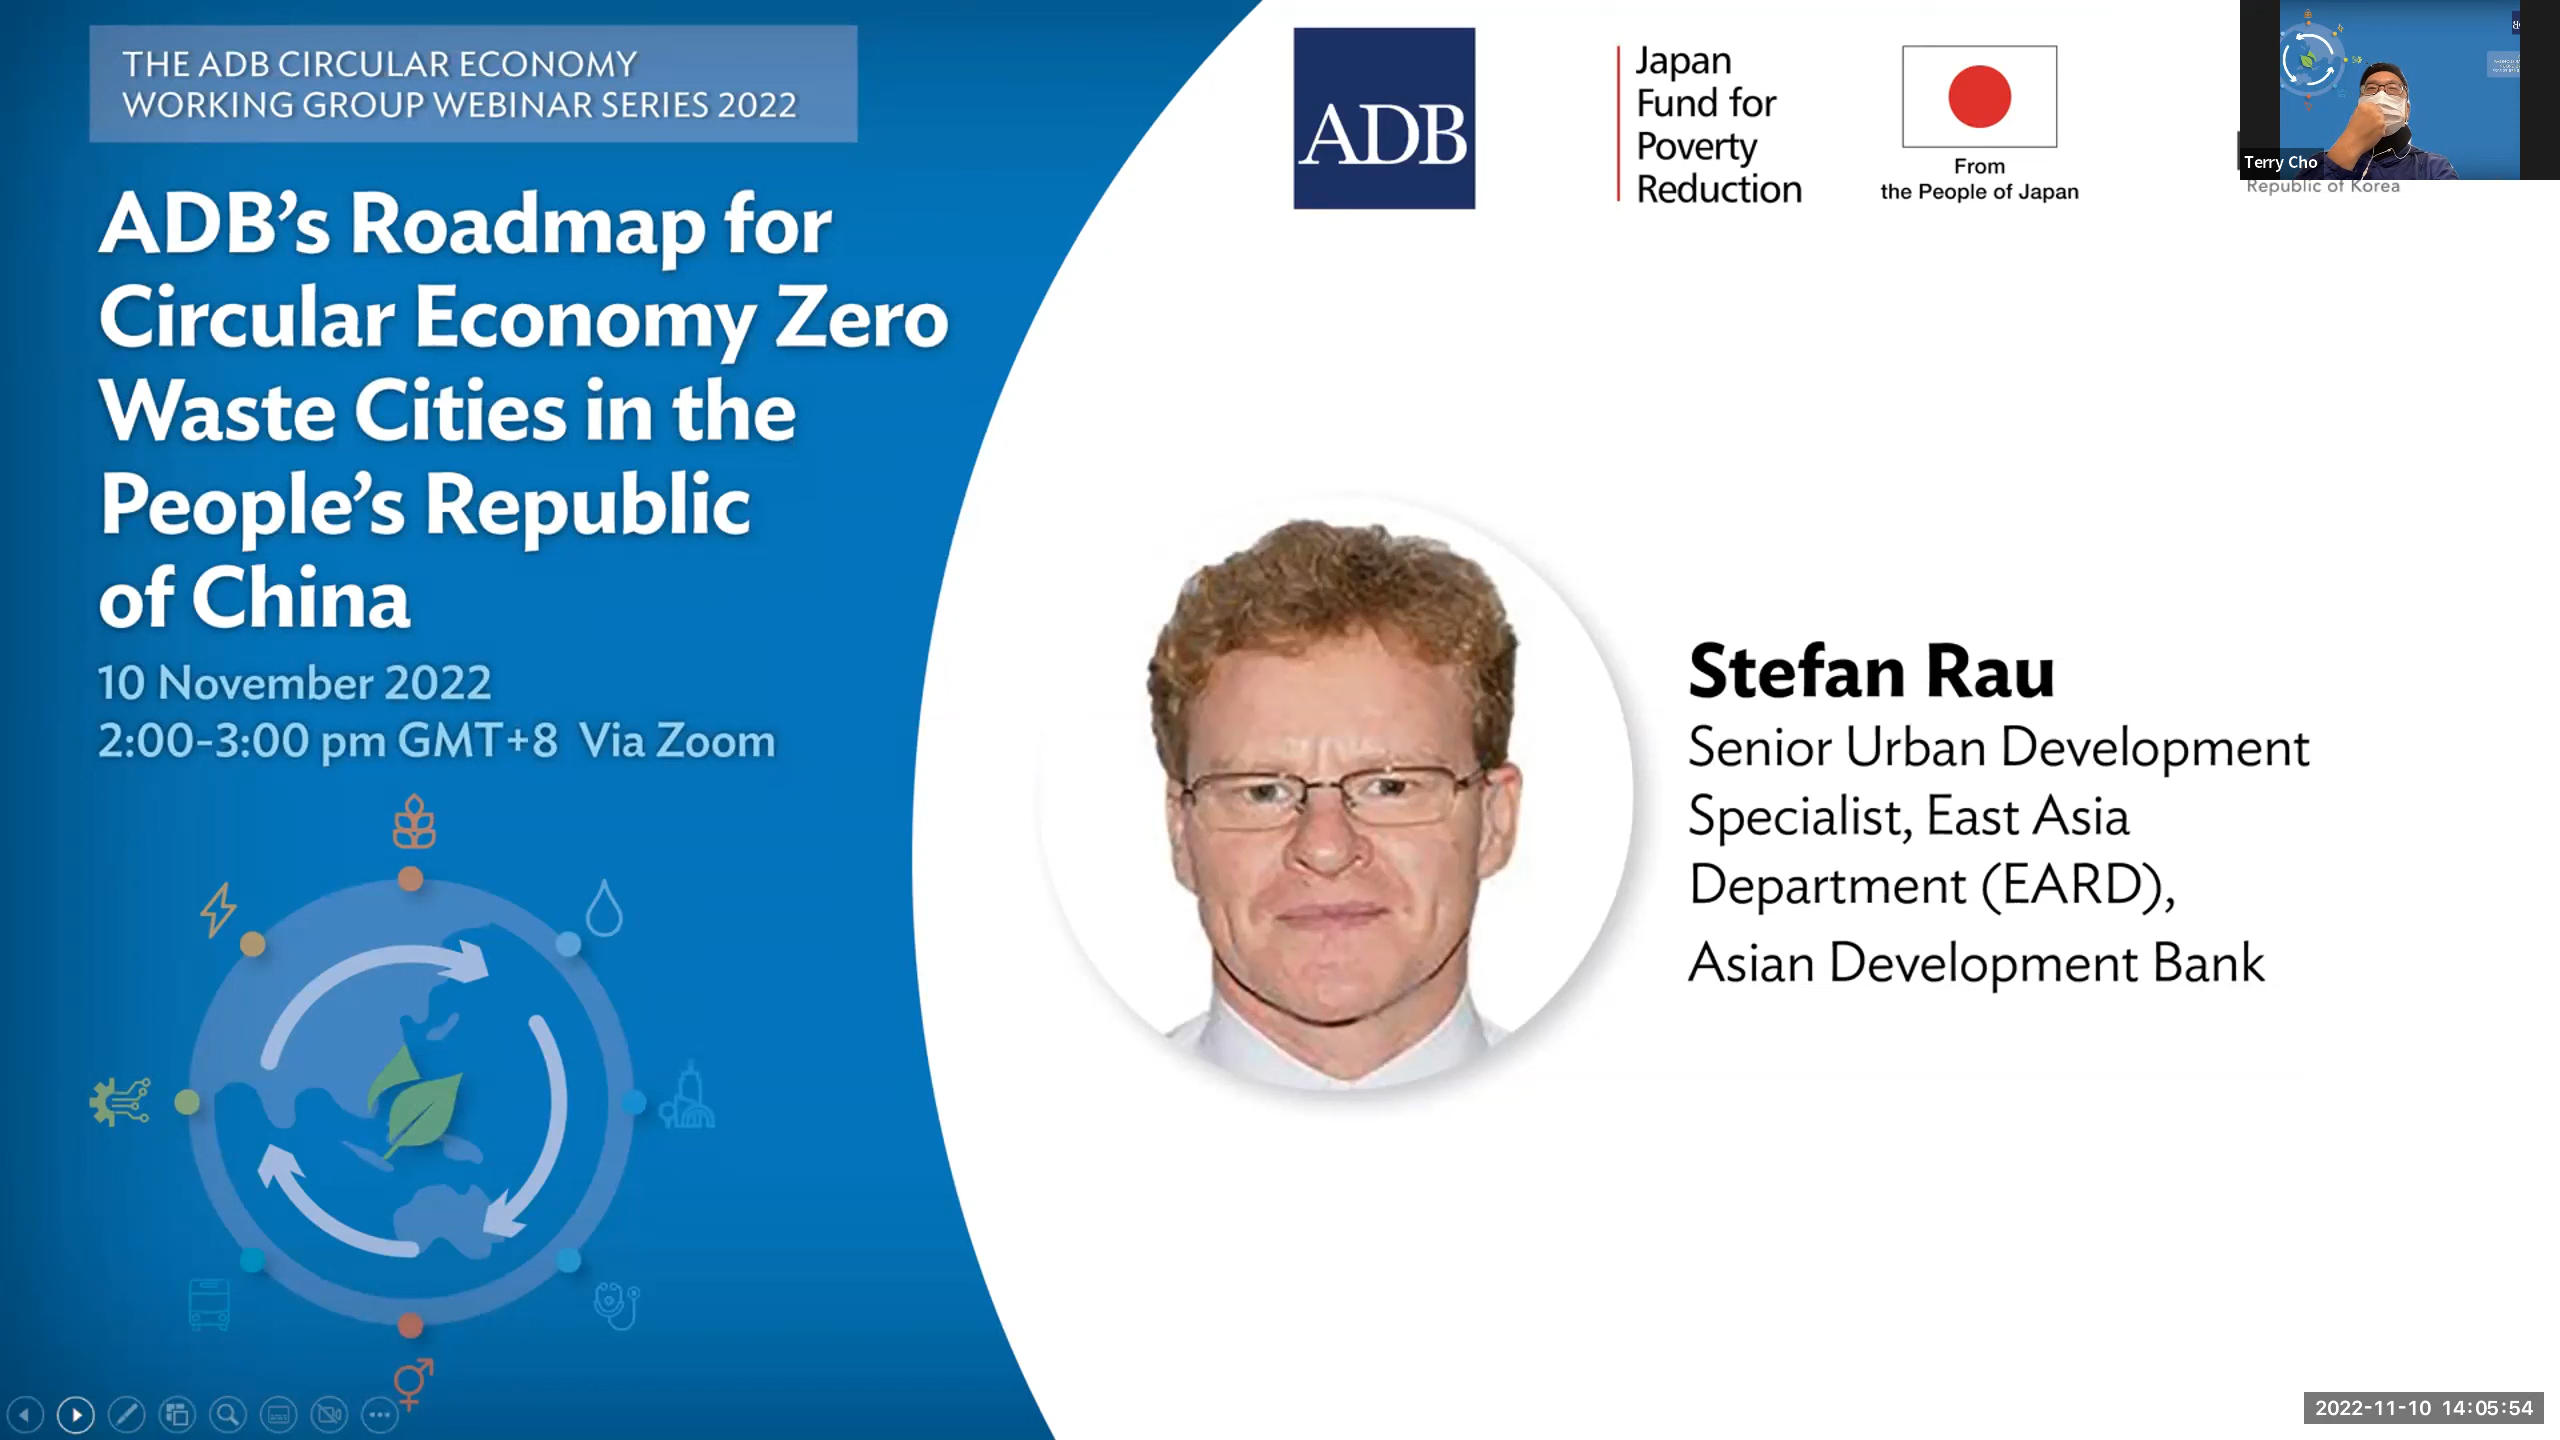 THE ADB CIRCULAR ECONOMY
WORKING GROUP WEBINAR SERIES 2022
ADB’s Roadmap for
Circular Economy Zero
Waste Cities in the
People’s Republic
of China
10 November 2022
2:00-3:00 pm GMT+8 Via Zoom
ADB
Japan
Fund for
Poverty
Reduction
From
the People of Japan
Terry Cho
Republic of Korea
Stefan Rau
Senior Urban Development
Specialist, East Asia
Department (EARD),
Asian Development Bank
2022-11-10 14:05:54